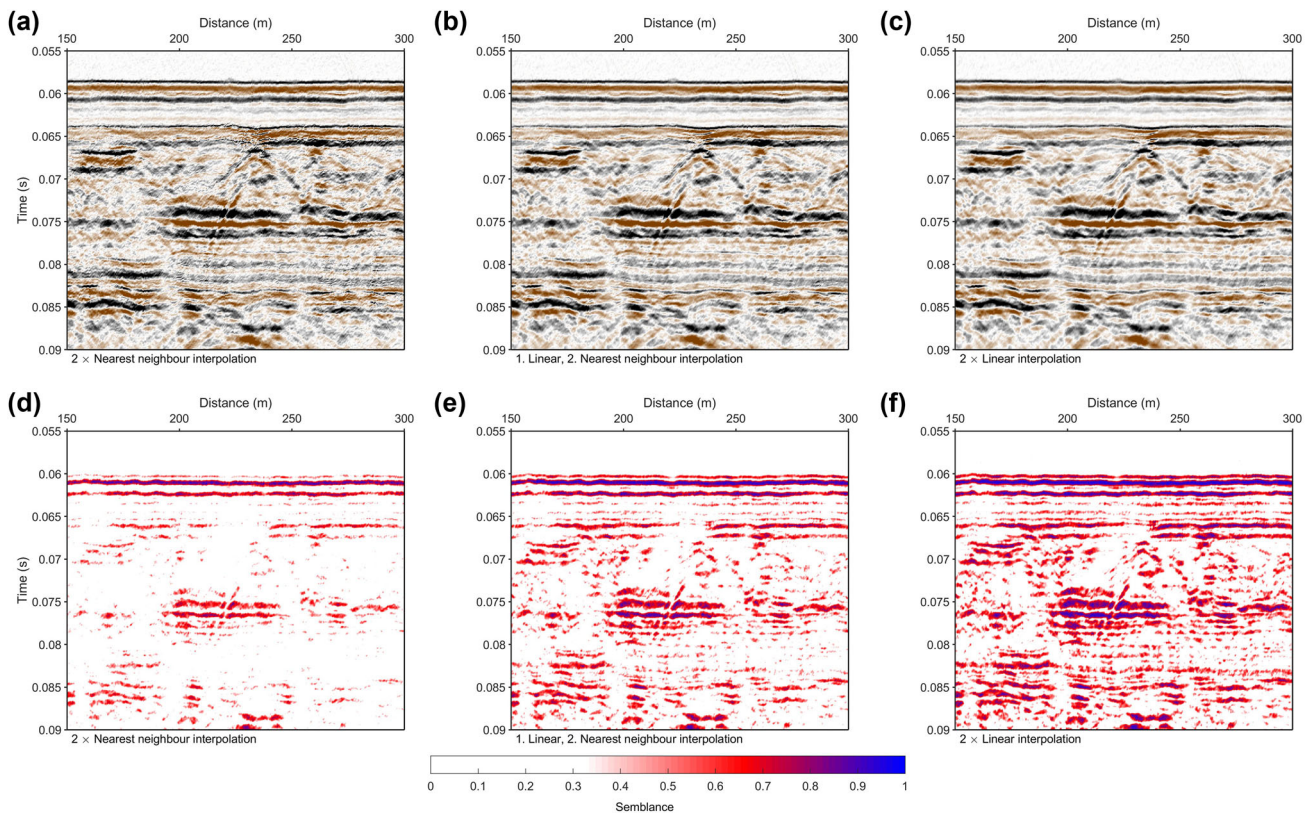 (a)
Distance (m)
150 200 250 300
0.055
0.06
0.065
0.07
0.075
0.08
0.085
0.09
Time (s)
2 × Nearest neighbour interpolation
(b)
Distance (m)
150 200 250 300
0.055
0.06
0.065
0.07
0.075
0.08
0.085
0.09
1. Linear, 2. Nearest neighbour interpolation
(c)
Distance (m)
150 200 250 300
0.055
0.06
0.065
0.07
0.075
0.08
0.085
0.09
2 × Linear interpolation
(d)
Distance (m)
150 200 250 300
0.055
0.06
0.065
0.07
0.075
0.08
0.085
0.09
Time (s)
2 × Nearest neighbour interpolation
(e)
Distance (m)
150 200 250 300
0.055
0.06
0.065
0.07
0.075
0.08
0.085
0.09
1. Linear, 2. Nearest neighbour interpolation
(f)
Distance (m)
150 200 250 300
0.055
0.06
0.065
0.07
0.075
0.08
0.085
0.09
2 × Linear interpolation
0 0.1 0.2 0.3 0.4 0.5 0.6 0.7 0.8 0.9 1
Semblance